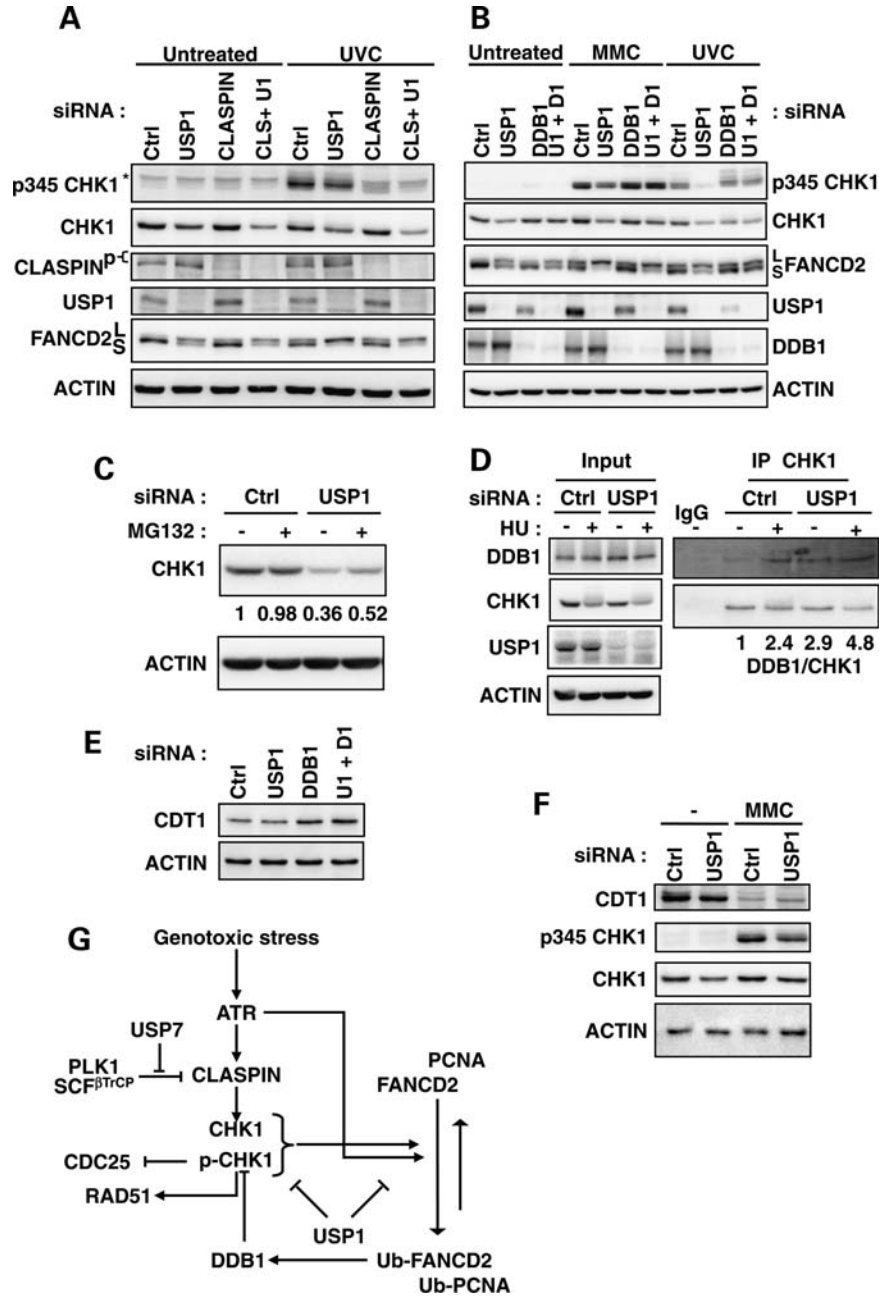 A
Untreated UVC
siRNA :
Ctrl USP1 CLASPIN CLS+ U1 Ctrl USP1 CLASPIN CLS+ U1
p345 CHK1*
CHK1
CLASPIN
USP1
FANCD2 L
S
ACTIN
B
Untreated MMC UVC
Ctrl USP1 DDB1 U1 + D1 Ctrl USP1 DDB1 U1 + D1 Ctrl USP1 DDB1 U1 + D1
: siRNA
p345 CHK1
CHK1
L
S FANCD2
USP1
DDB1
ACTIN
C
siRNA : Ctrl USP1
MG132 : - + - +
CHK1
1 0.98 0.36 0.52
ACTIN
D
Input
siRNA : Ctrl USP1
HU : - + - +
DDB1
CHK1
USP1
ACTIN
IP CHK1
IgG Ctrl USP1
- - + - +
1 2.4 2.9 4.8
DDB1/CHK1
E
siRNA :
Ctrl USP1 DDB1 U1 + D1
CDT1
ACTIN
F
- MMC
siRNA :
Ctrl USP1 Ctrl USP1
CDT1
p345 CHK1
CHK1
ACTIN
G
Genotoxic stress
ATR
USP7
PLK1
SCFβTrCP
CLASPIN
PCNA
FANCD2
CHK1
p-CHK1
CDC25
RAD51
USP1
DDB1
Ub-FANCD2
Ub-PCNA